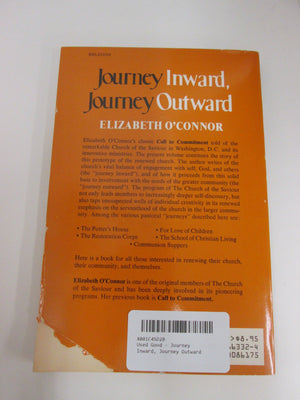 RELIGION
Journey Inward,
Journey Outward
ELIZABETH O'CONNOR
Elizabeth O'Connor's classic Call to Commitment told of the
remarkable Church of the Saviour in Washington, D.C. and its
innovative ministries. The present volume continues the story of
this prototype of the renewed church. The author writes of the
church's vital balance of engagement with self, God, and others
(the "journey inward"), and of how it proceeds from this solid
base to involvement with the needs of the greater community (the
"journey outward"). The program of The Church of the Saviour
not only leads members to increasingly deeper self-discovery, but
also taps unsuspected wells of individual creativity in its renewed
emphasis on the servanthood of the church in the larger commu-
nity. Among the various pastoral "journeys" described here are:
• The Potter's House
• For Love of Children
• The Restoration Corps
• The School of Christian Living
• Communion Suppers
Here is a book for all those interested in renewing their church,
their community, and themselves.
Elizabeth O'Connor is one of the original members of The Church
of the Saviour and has been deeply involved in its pioneering
programs. Her previous book is Call to Commitment.
Used Good - Journey
Inward, Journey Outward
>$8.95
6332-4
0086175